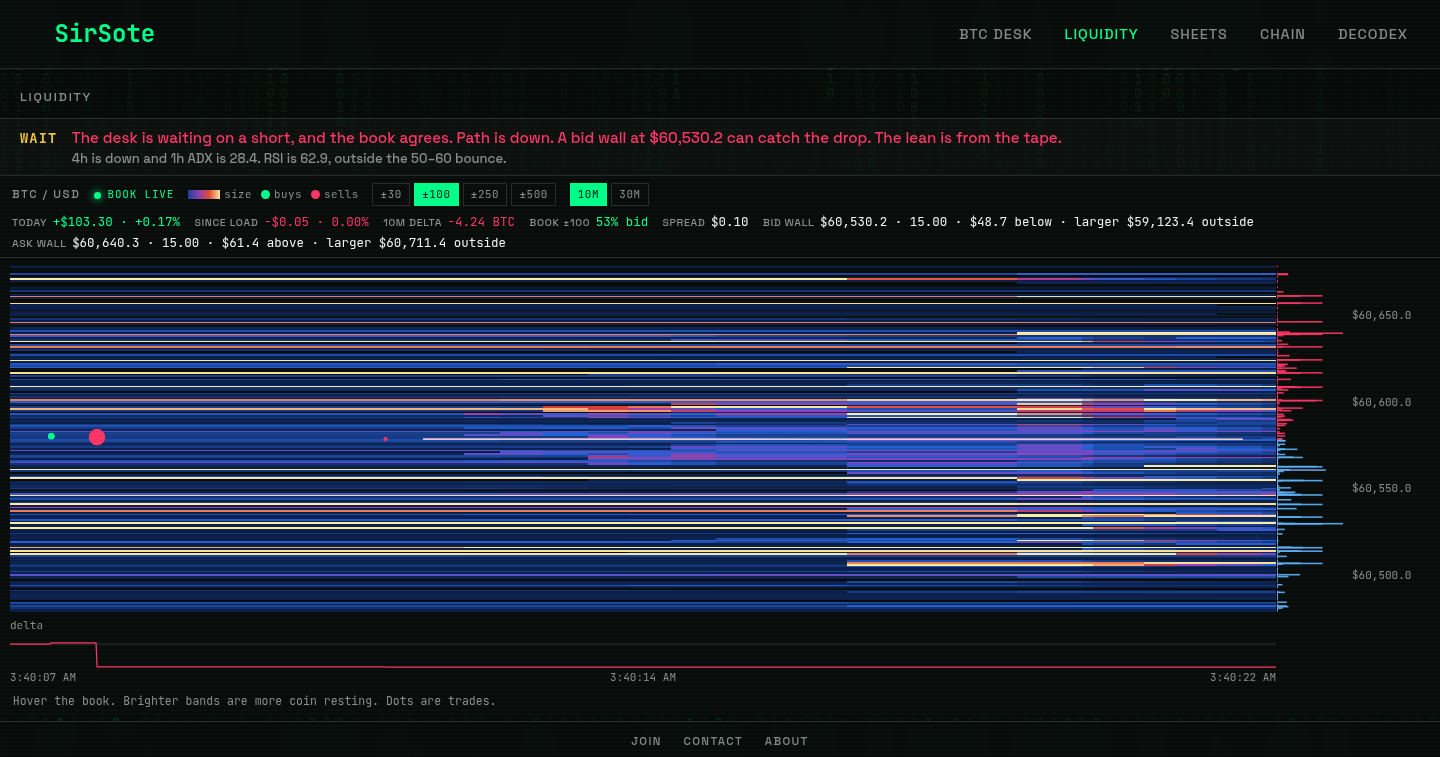 SirSote
BTC DESK LIQUIDITY SHEETS CHAIN DECODEX
LIQUIDITY
WAIT The desk is waiting on a short, and the book agrees. Path is down. A bid wall at $60,530.2 can catch the drop. The lean is from the tape.
4h is down and 1h ADX is 28.4. RSI is 62.9, outside the 50–60 bounce.
BTC / USD BOOK LIVE size buys sells ±30 ±100 ±250 ±500 10M 30M
TODAY +$103.30 · +0.17% SINCE LOAD -$0.05 · 0.00% 10M DELTA -4.24 BTC BOOK ±100 53% bid SPREAD $0.10 BID WALL $60,530.2 · 15.00 · $48.7 below · larger $59,123.4 outside
ASK WALL $60,640.3 · 15.00 · $61.4 above · larger $60,711.4 outside
$60,650.0
$60,600.0
$60,550.0
$60,500.0
delta
3:40:07 AM 3:40:14 AM 3:40:22 AM
Hover the book. Brighter bands are more coin resting. Dots are trades.
JOIN CONTACT ABOUT